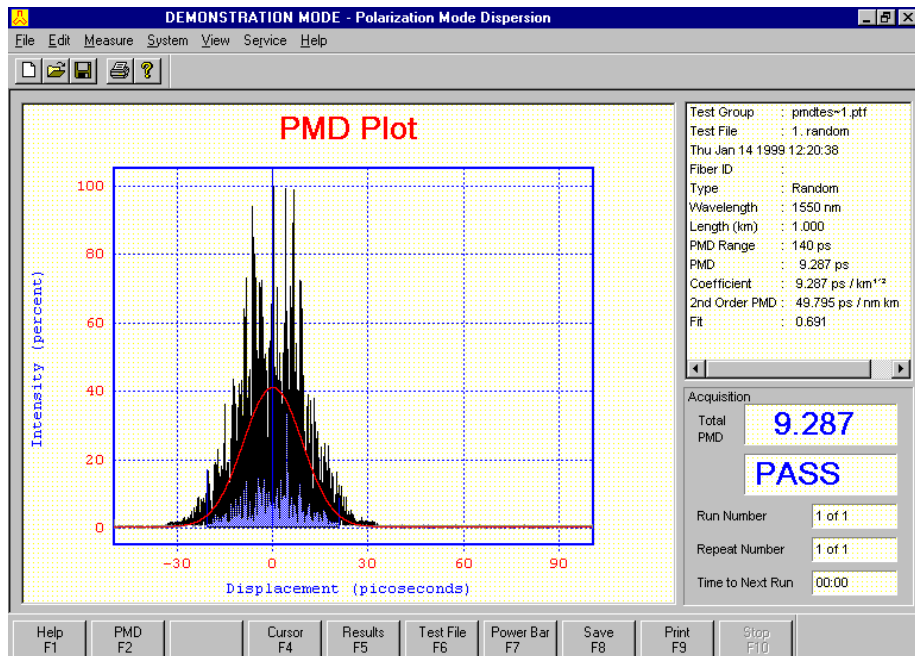 DEMONSTRATION MODE - Polarization Mode Dispersion
File Edit Measure System View Service Help
PMD Plot
100
80
60
40
20
0
Intensity (percent)
-30 0 30 60 90
Displacement (picoseconds)
Test Group : pmdtes~1.ptf
Test File : 1. random
Thu Jan 14 1999 12:20:38
Fiber ID :
Type : Random
Wavelength : 1550 nm
Length (km) : 1.000
PMD Range : 140 ps
PMD : 9.287 ps
Coefficient : 9.287 ps / km¹′²
2nd Order PMD : 49.795 ps / nm km
Fit : 0.691
Acquisition
Total PMD 9.287
PASS
Run Number 1 of 1
Repeat Number 1 of 1
Time to Next Run 00:00
Help F1
PMD F2
Cursor F4
Results F5
Test File F6
Power Bar F7
Save F8
Print F9
Stop F10